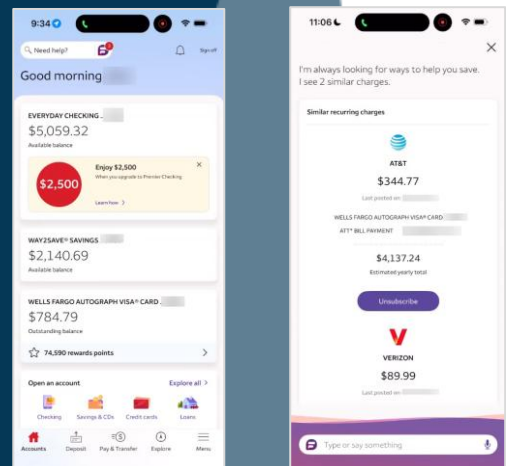 9:34
Need help?
Sign off
Good morning
EVERYDAY CHECKING ..
$5,059.32
Available balance
$2,500
Enjoy $2,500
When you upgrade to Premier Checking
Learn how >
WAY2SAVE® SAVINGS
$2,140.69
Available balance
WELLS FARGO AUTOGRAPH VISA® CARD .
$784.79
Outstanding balance
74,590 rewards points
Open an account
Explore all >
Checking
Savings & CDs
Credit cards
Loans
Accounts
Deposit
Pay & Transfer
Explore
Menu
11:06
I'm always looking for ways to help you save.
I see 2 similar charges.
Similar recurring charges
AT&T
$344.77
Last posted on
WELLS FARGO AUTOGRAPH VISA® CARD
ATT* BILL PAYMENT
$4,137.24
Estimated yearly total
Unsubscribe
VERIZON
$89.99
Last posted on
Type or say something